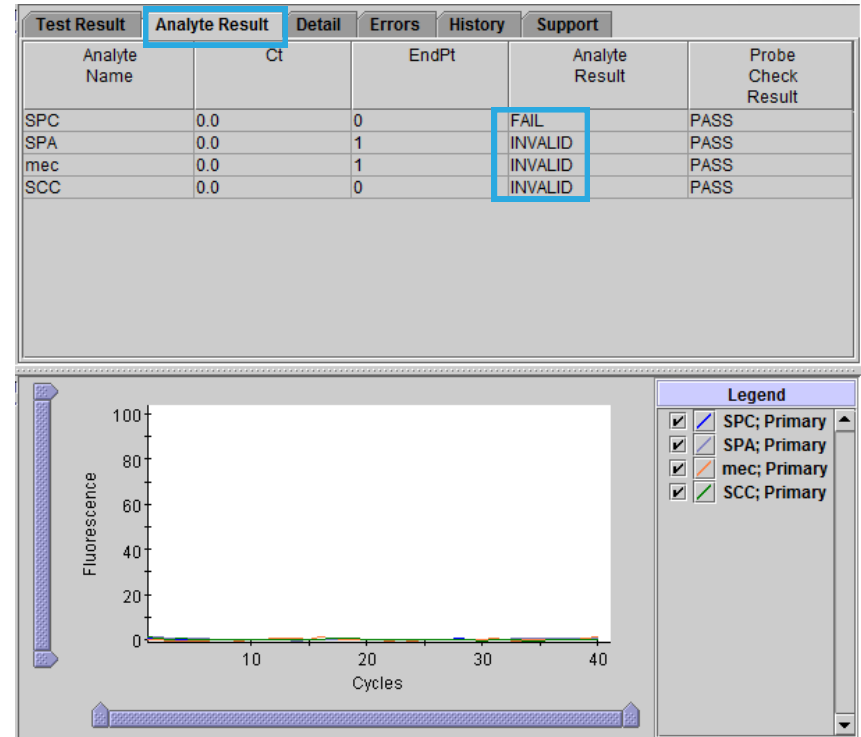 Test Result Analyte Result Detail Errors History Support
Analyte Name Ct EndPt Analyte Result Probe Check Result
SPC 0.0 0 FAIL PASS
SPA 0.0 1 INVALID PASS
mec 0.0 1 INVALID PASS
SCC 0.0 0 INVALID PASS
Legend
SPC; Primary
SPA; Primary
mec; Primary
SCC; Primary
Fluorescence
100
80
60
40
20
0
10 20 30 40
Cycles